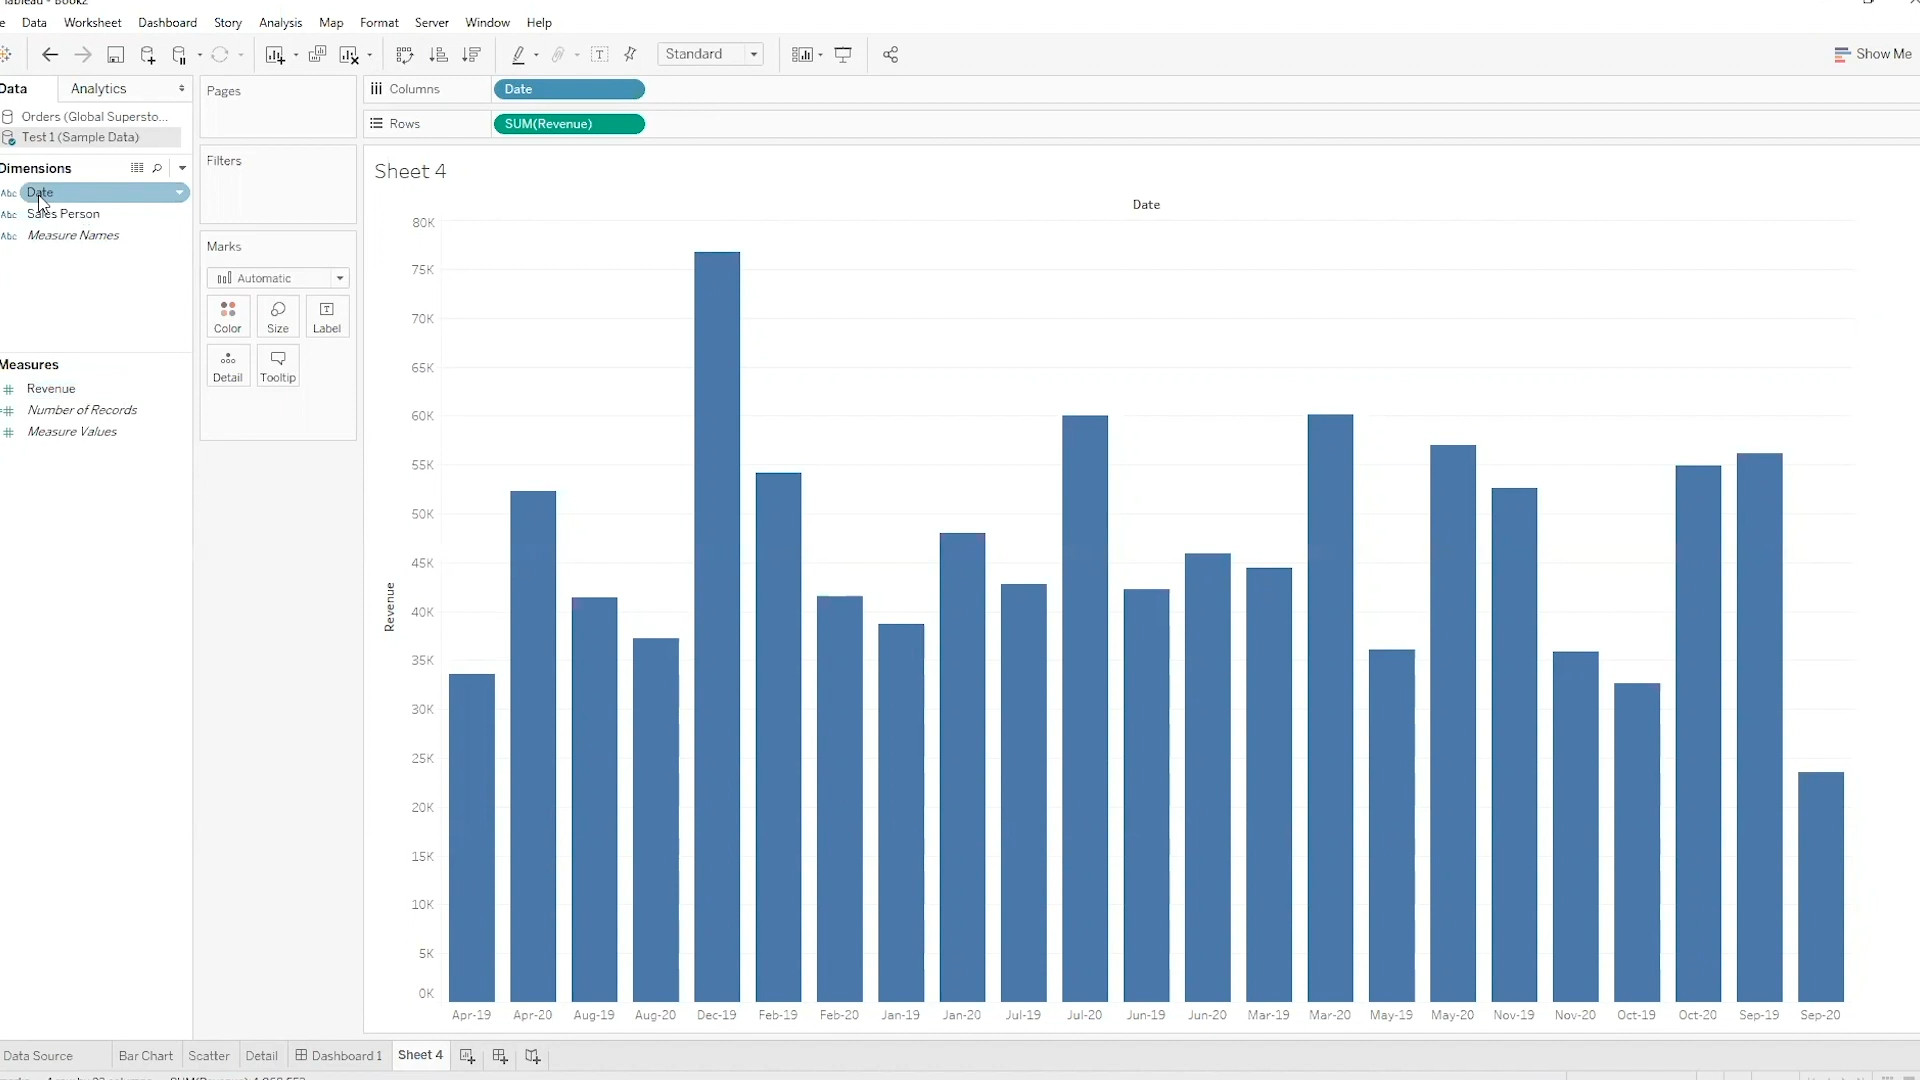 Tableau - Book2
Data Worksheet Dashboard Story Analysis Map Format Server Window Help
Standard
Show Me
Data Analytics
Pages
Columns Date
Orders (Global Supersto...
Test 1 (Sample Data)
Rows SUM(Revenue)
Filters
Dimensions
Sheet 4
Abc Date
Abc Sales Person
Abc Measure Names
Date
Marks
Automatic
Color Size Label
Detail Tooltip
Measures
Revenue
Number of Records
Measure Values
80K
75K
70K
65K
60K
55K
50K
45K
40K
35K
30K
25K
20K
15K
10K
5K
0K
Revenue
Apr-19 Apr-20 Aug-19 Aug-20 Dec-19 Feb-19 Feb-20 Jan-19 Jan-20 Jul-19 Jul-20 Jun-19 Jun-20 Mar-19 Mar-20 May-19 May-20 Nov-19 Nov-20 Oct-19 Oct-20 Sep-19 Sep-20
Data Source Bar Chart Scatter Detail Dashboard 1 Sheet 4